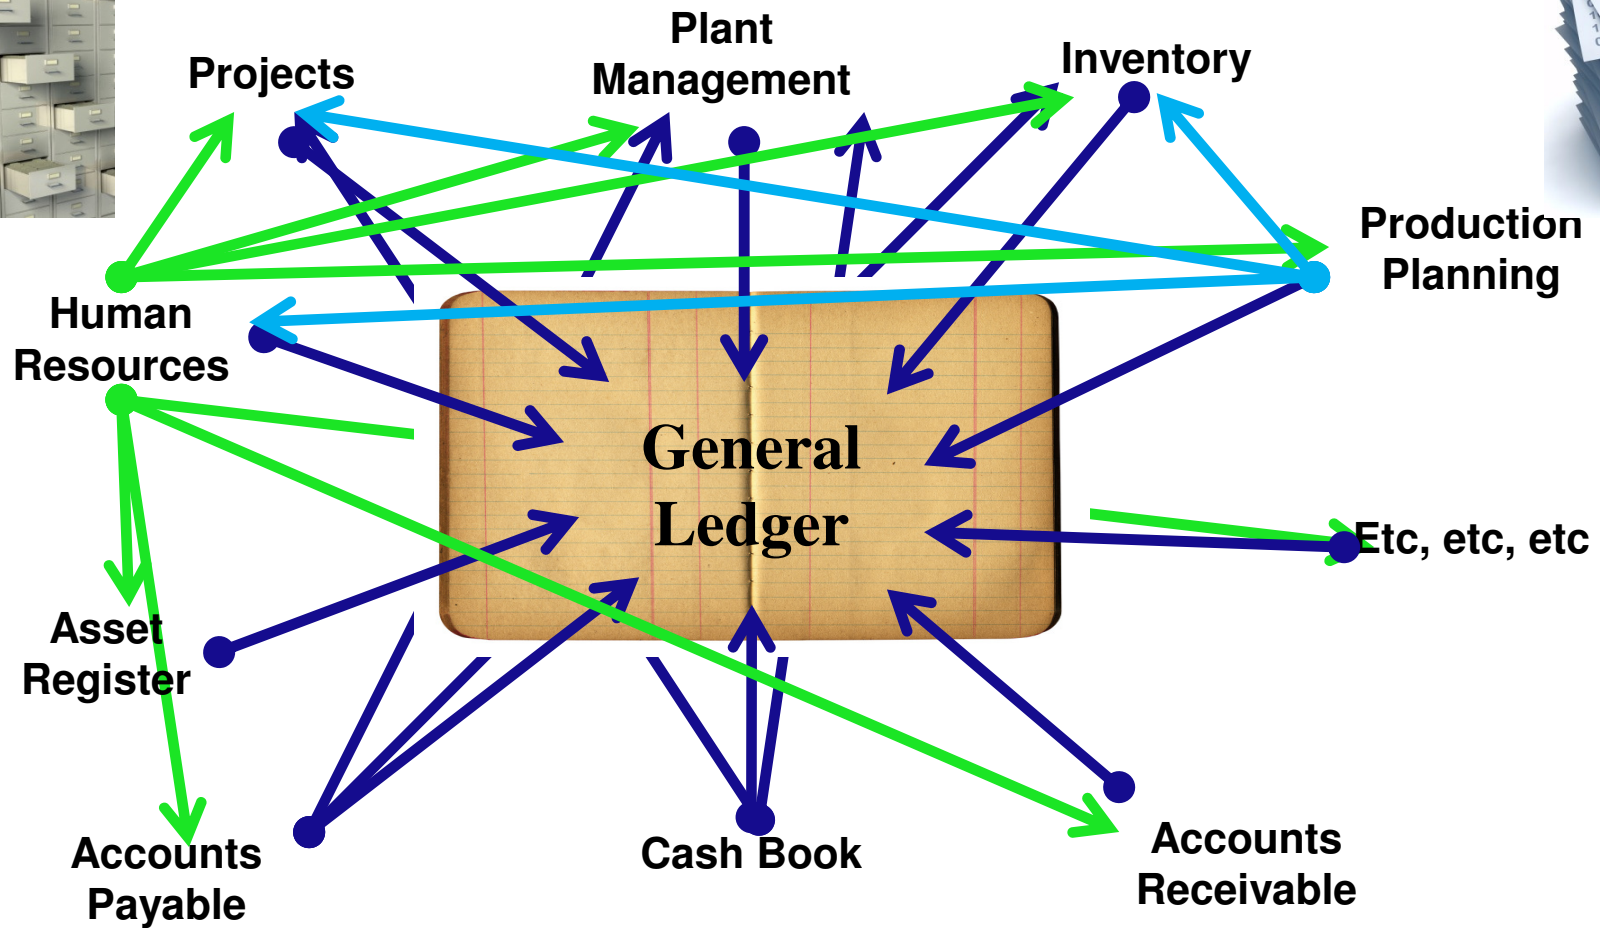 Plant
Management
Projects
Inventory
Production
Planning
Human
Resources
General
Ledger
Etc, etc, etc
Asset
Register
Accounts
Payable
Cash Book
Accounts
Receivable